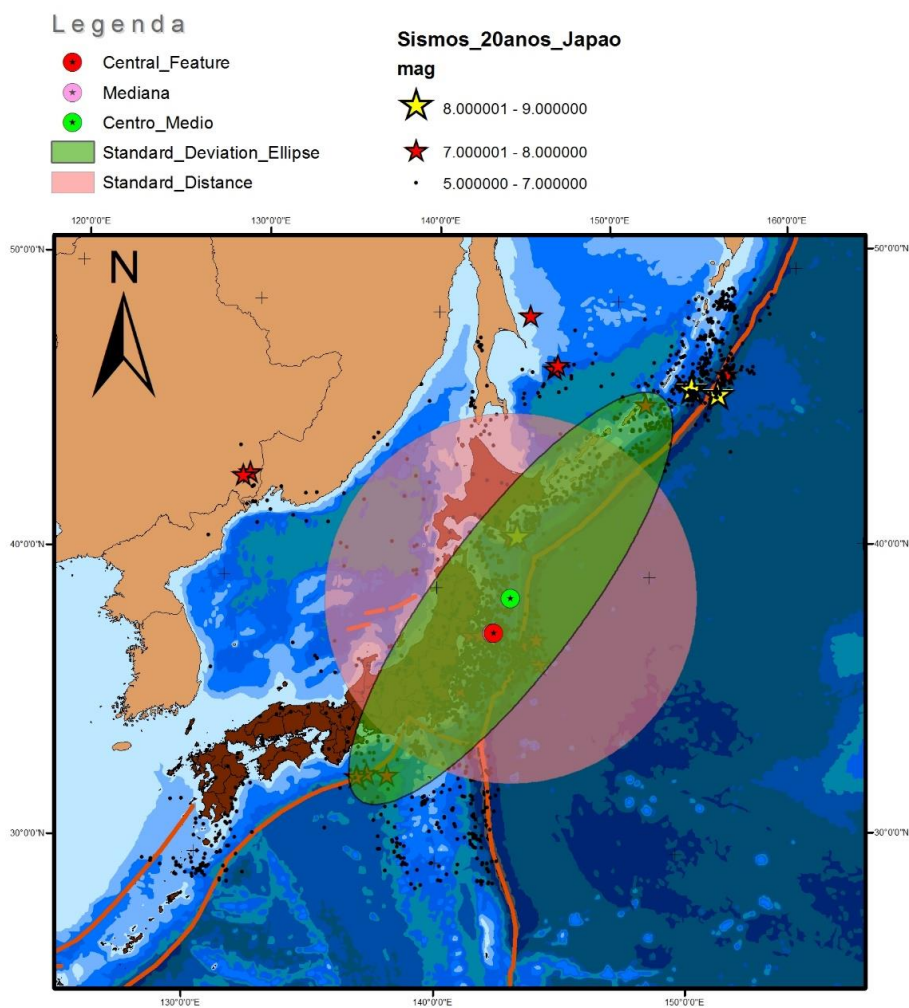 Legenda
Central_Feature
Mediana
Centro_Medio
Standard_Deviation_Ellipse
Standard_Distance
Sismos_20anos_Japao
mag
8.000001 - 9.000000
7.000001 - 8.000000
5.000000 - 7.000000
120°0'0"E 130°0'0"E 140°0'0"E 150°0'0"E 160°0'0"E
50°0'0"N 50°0'0"N
N
40°0'0"N 40°0'0"N
30°0'0"N 30°0'0"N
130°0'0"E 140°0'0"E 150°0'0"E